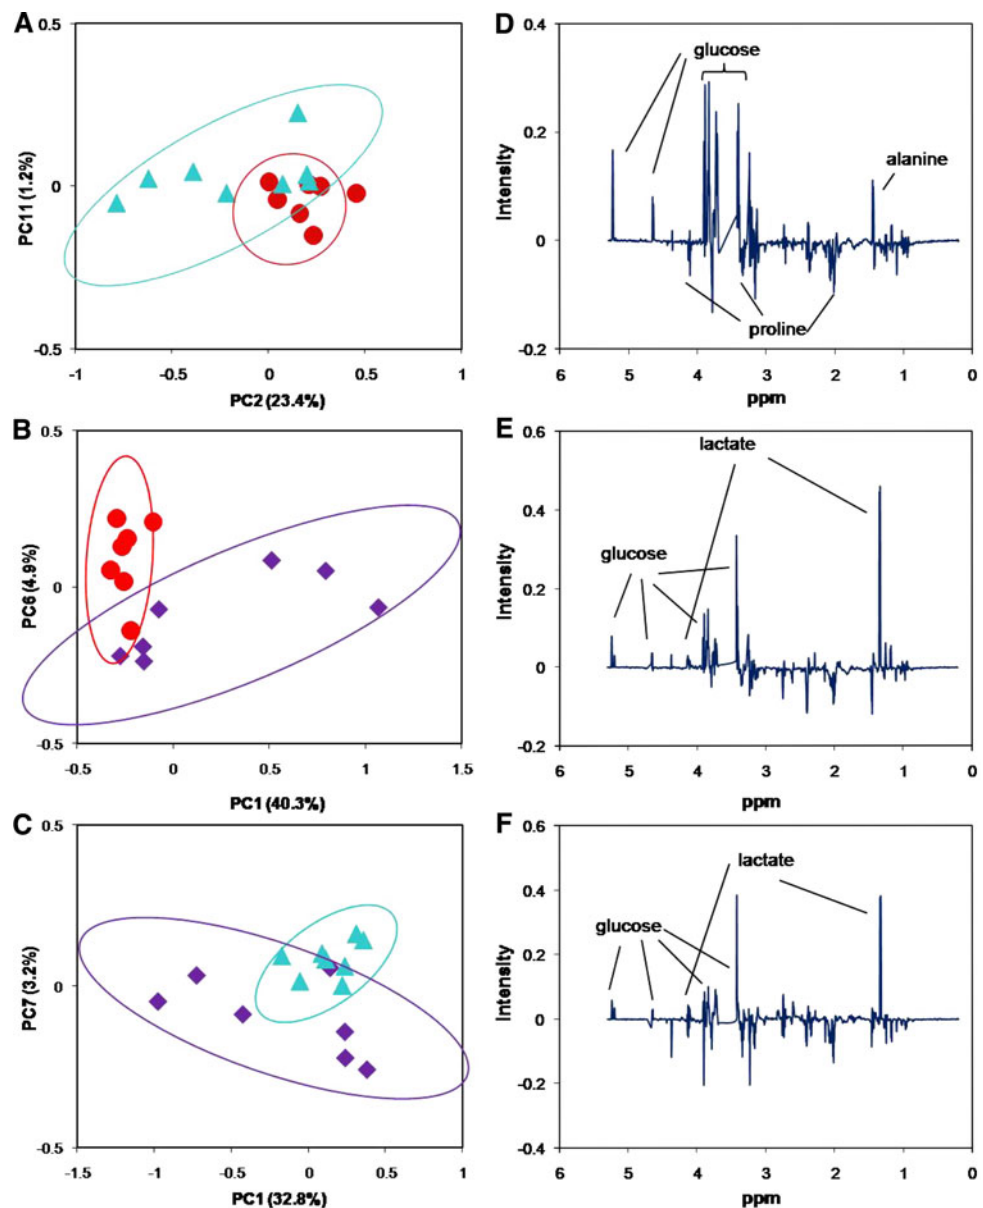 A
0.5
0
-0.5
PC11 (1.2%)
-1
-0.5
0
0.5
1
PC2 (23.4%)
D
0.4
0.2
0
-0.2
Intensity
glucose
alanine
proline
6
5
4
3
2
1
0
ppm
B
0.5
0
-0.5
PC6 (4.9%)
-0.5
0
0.5
1
1.5
PC1 (40.3%)
E
0.6
0.4
0.2
0
-0.2
Intensity
lactate
glucose
6
5
4
3
2
1
0
ppm
C
0.5
0
-0.5
PC7 (3.2%)
-1.5
-1
-0.5
0
0.5
1
PC1 (32.8%)
F
0.6
0.4
0.2
0
-0.2
-0.4
Intensity
lactate
glucose
6
5
4
3
2
1
0
ppm